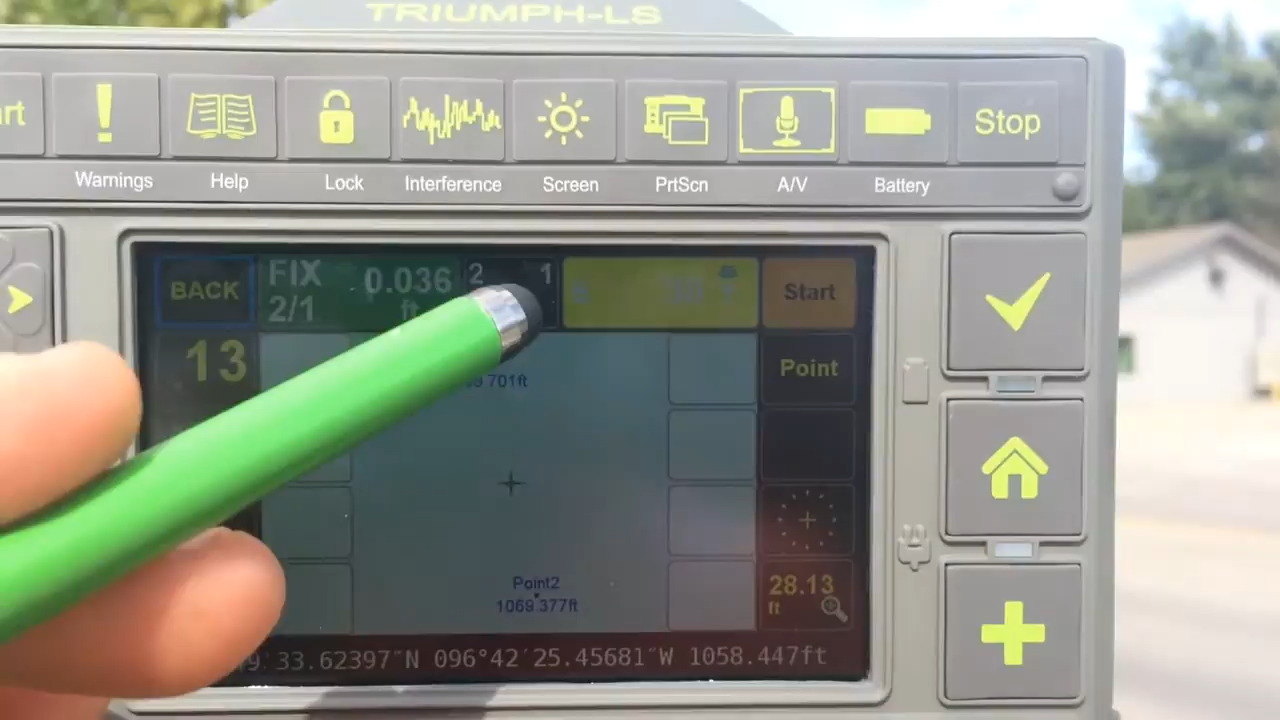 TRIUMPH-LS
Stop
Warnings Help Lock Interference Screen PrtScn A/V Battery
BACK FIX 0.036 2 1 Start
2/1 ft
13 Point
701ft
Point2
1069.377ft
28.13
ft
33.62397"N 096°42'25.45681"W 1058.447ft